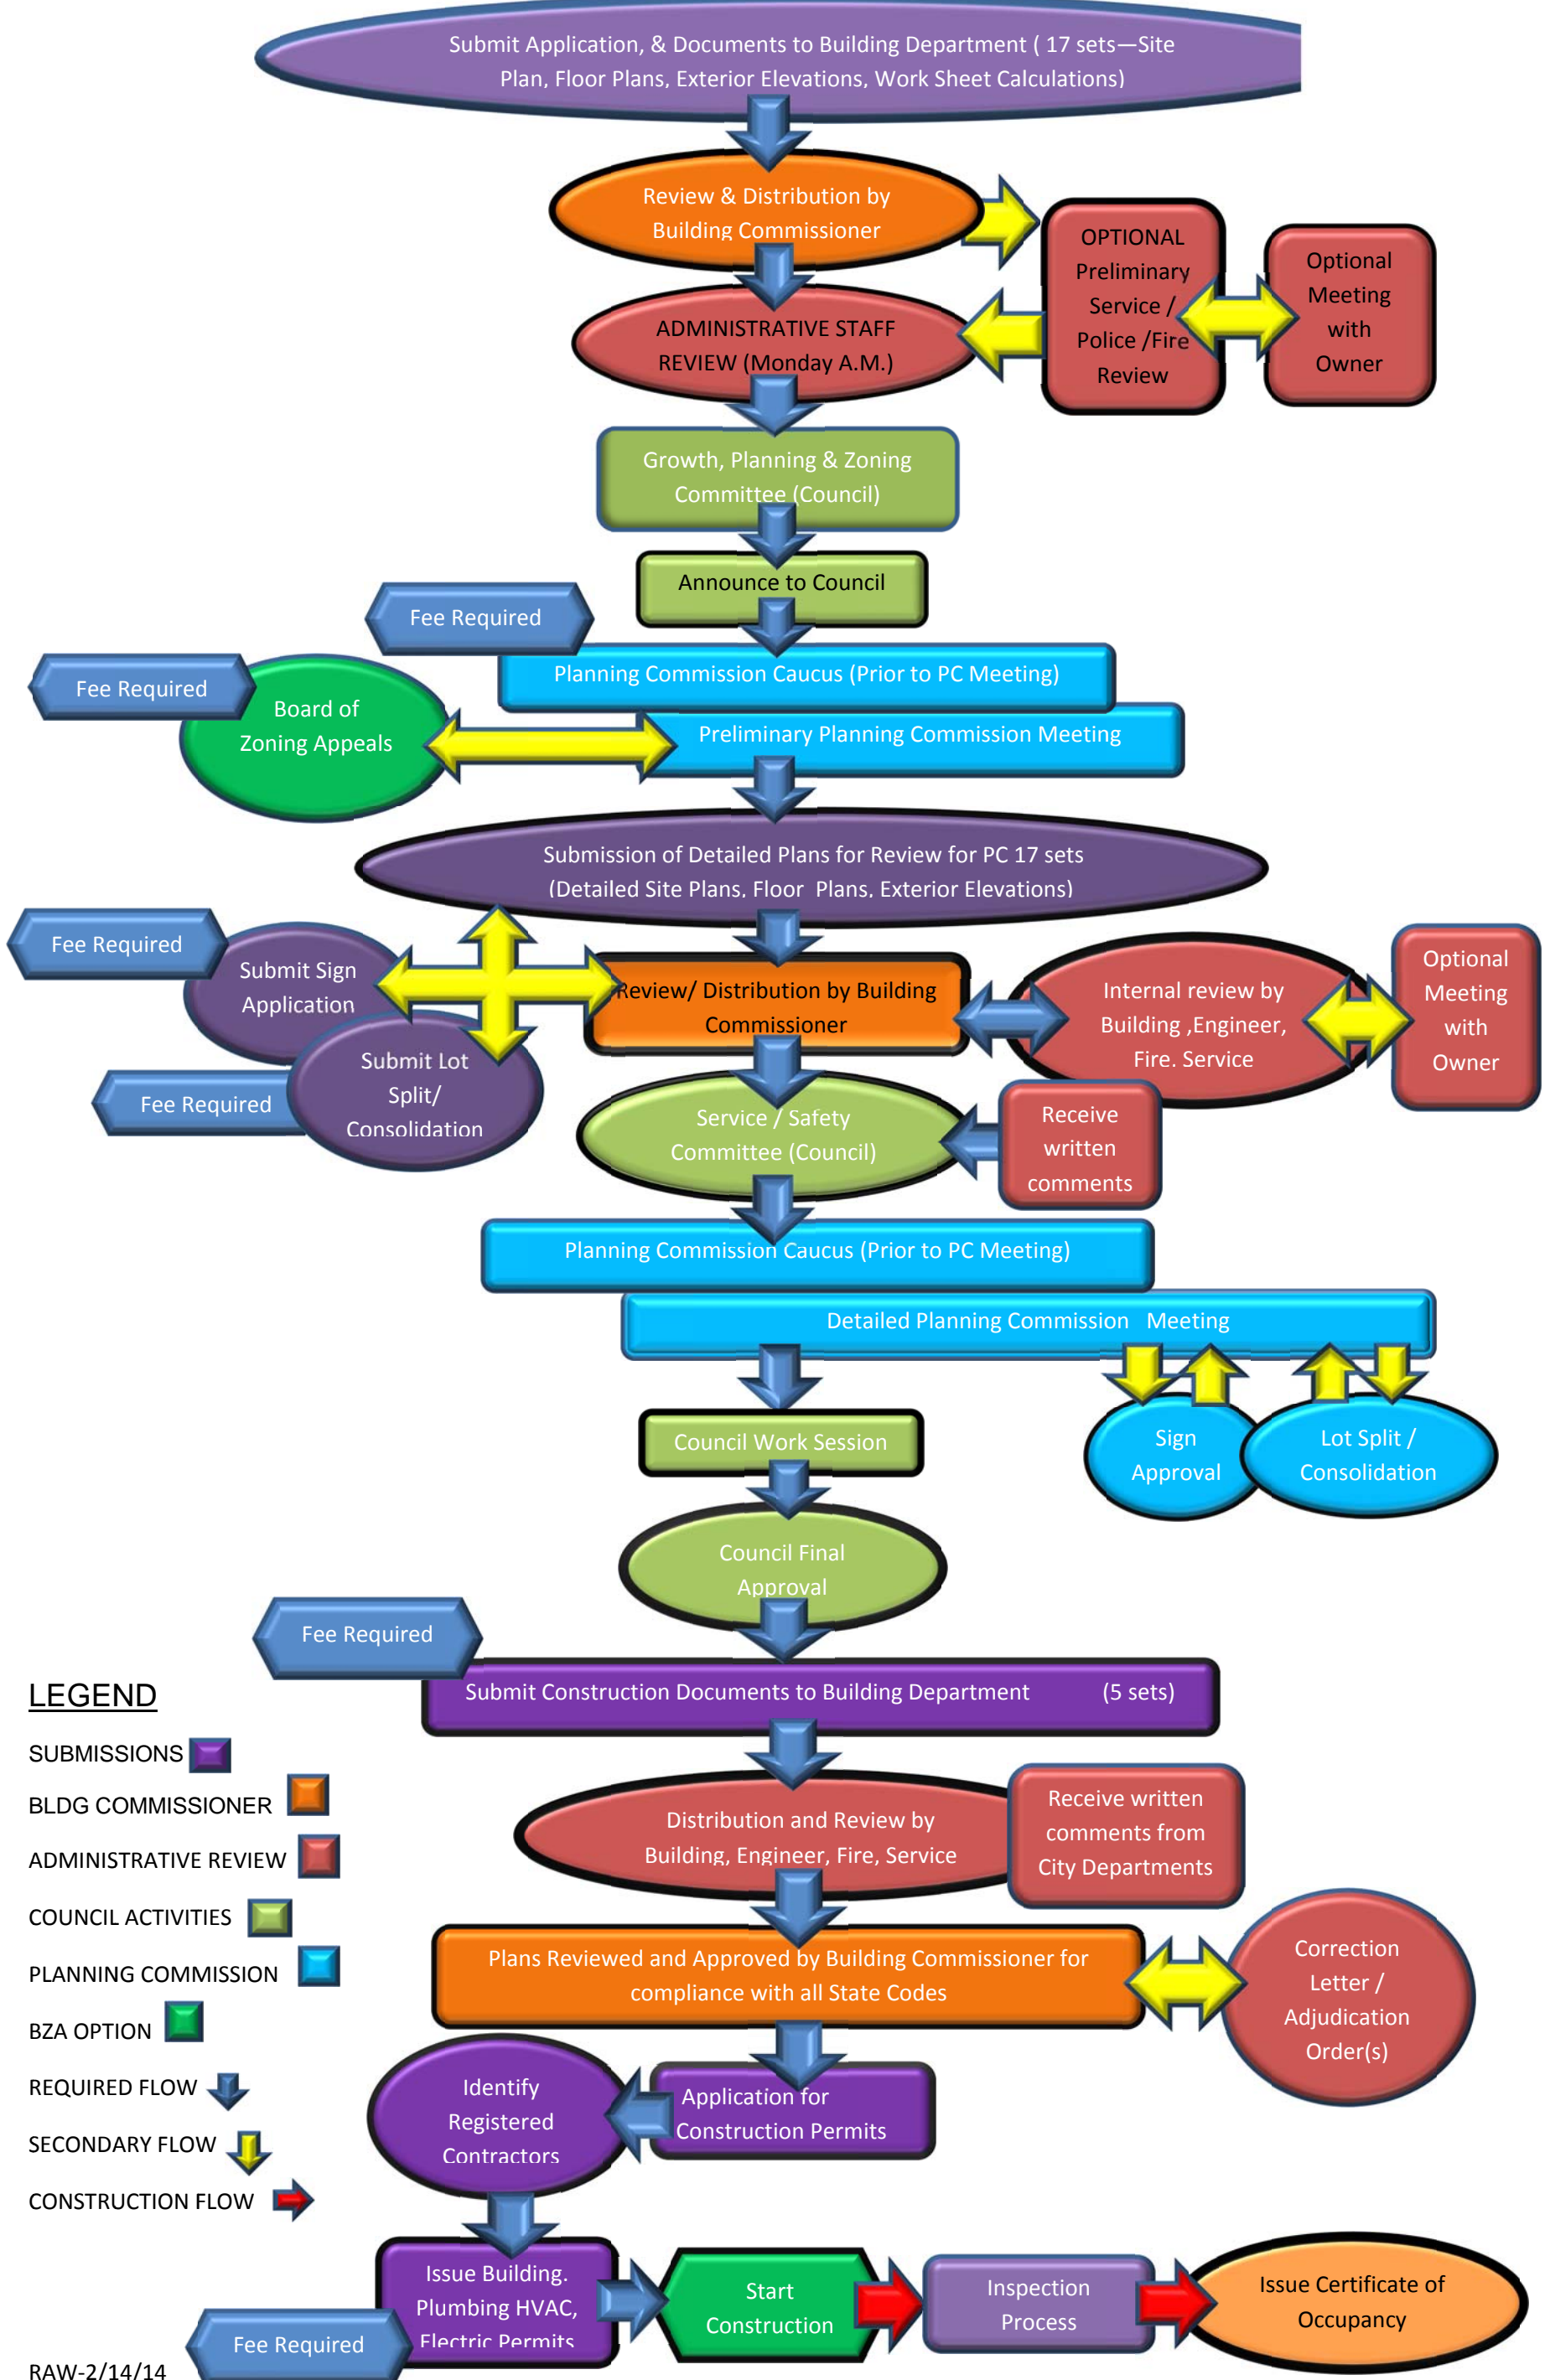 Submit Application, & Documents to Building Department ( 17 sets—Site
Plan, Floor Plans, Exterior Elevations, Work Sheet Calculations)
Review & Distribution by
Building Commissioner
OPTIONAL
Preliminary
Service /
Police /Fire
Review
Optional
Meeting
with
Owner
ADMINISTRATIVE STAFF
REVIEW (Monday A.M.)
Growth, Planning & Zoning
Committee (Council)
Announce to Council
Fee Required
Planning Commission Caucus (Prior to PC Meeting)
Fee Required
Board of
Zoning Appeals
Preliminary Planning Commission Meeting
Submission of Detailed Plans for Review for PC 17 sets
(Detailed Site Plans, Floor Plans, Exterior Elevations)
Fee Required
Submit Sign
Application
Review/ Distribution by Building
Commissioner
Internal review by
Building ,Engineer,
Fire. Service
Optional
Meeting
with
Owner
Submit Lot
Split/
Consolidation
Fee Required
Service / Safety
Committee (Council)
Receive
written
comments
Planning Commission Caucus (Prior to PC Meeting)
Detailed Planning Commission Meeting
Council Work Session
Sign
Approval
Lot Split /
Consolidation
Council Final
Approval
Fee Required
Submit Construction Documents to Building Department (5 sets)
LEGEND
SUBMISSIONS
BLDG COMMISSIONER
ADMINISTRATIVE REVIEW
COUNCIL ACTIVITIES
PLANNING COMMISSION
BZA OPTION
REQUIRED FLOW
SECONDARY FLOW
CONSTRUCTION FLOW
Distribution and Review by
Building, Engineer, Fire, Service
Receive written
comments from
City Departments
Plans Reviewed and Approved by Building Commissioner for
compliance with all State Codes
Correction
Letter /
Adjudication
Order(s)
Application for
Construction Permits
Identify
Registered
Contractors
Issue Building.
Plumbing HVAC,
Electric Permits
Fee Required
Start
Construction
Inspection
Process
Issue Certificate of
Occupancy
RAW-2/14/14